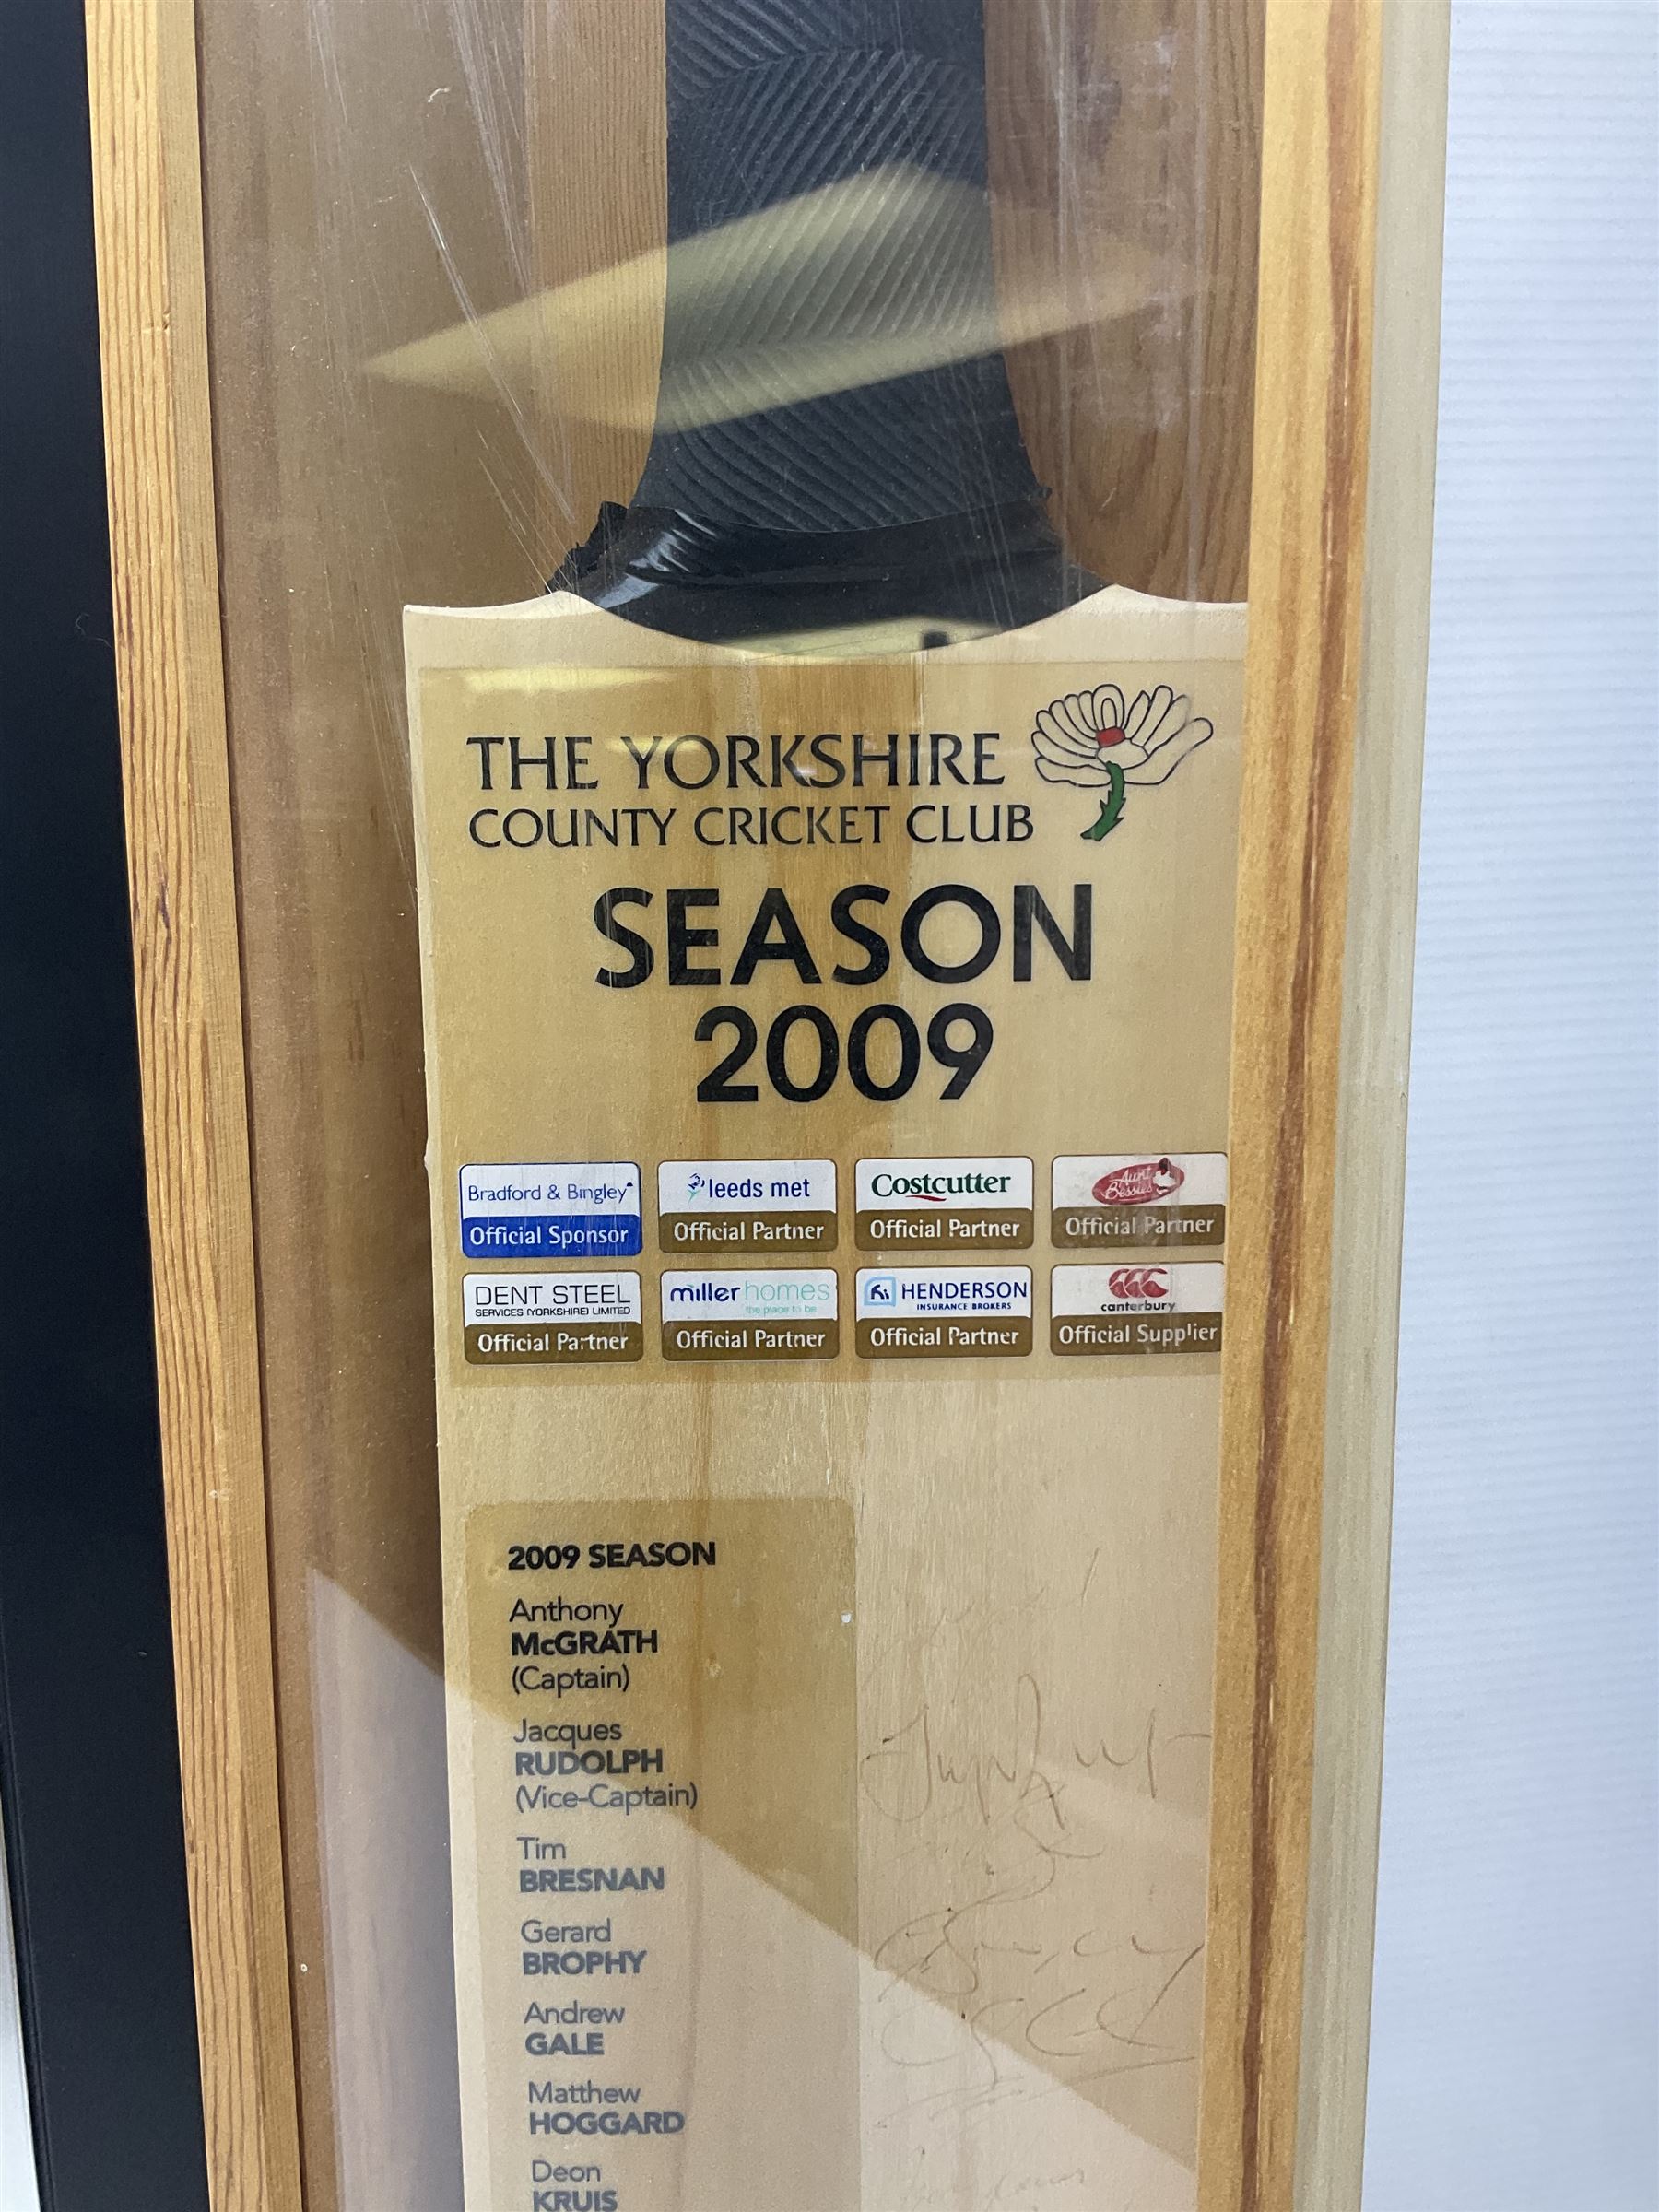 THE YORKSHIRE
COUNTY CRICKET CLUB
SEASON
2009
Bradford & Bingley
Official Sponsor
leeds met
Official Partner
Costcutter
Official Partner
Aunt
Bessie's
Official Partner
DENT STEEL
SERVICES (YORKSHIRE) LIMITED
Official Partner
millerhomes
the place to be
Official Partner
HENDERSON
INSURANCE BROKERS
Official Partner
canterbury
Official Supplier
2009 SEASON
Anthony
McGRATH
(Captain)
Jacques
RUDOLPH
(Vice-Captain)
Tim
BRESNAN
Gerard
BROPHY
Andrew
GALE
Matthew
HOGGARD
Deon
KRUIS